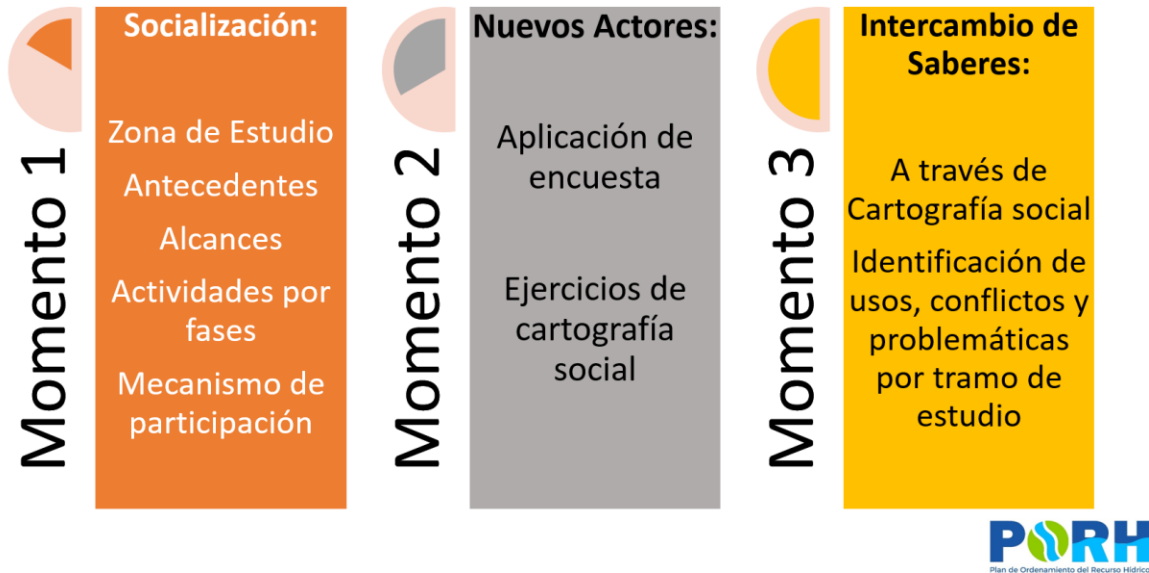 Momento 1
Socialización:
Zona de Estudio
Antecedentes
Alcances
Actividades por
fases
Mecanismo de
participación
Momento 2
Nuevos Actores:
Aplicación de
encuesta
Ejercicios de
cartografía
social
Momento 3
Intercambio de
Saberes:
A través de
Cartografía social
Identificación de
usos, conflictos y
problemáticas
por tramo de
estudio
PORH
Plan de Ordenamiento del Recurso Hídrico